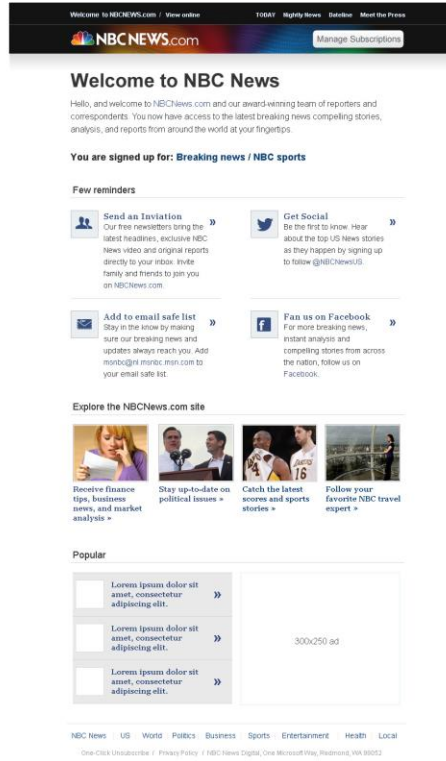 Welcome to NBCNEWS.com / View online
TODAY Nightly News Dateline Meet the Press
NBC NEWS.com
Manage Subscriptions
Welcome to NBC News
Hello, and welcome to NBCNews.com and our award-winning team of reporters and
correspondents. You now have access to the latest breaking news compelling stories,
analysis, and reports from around the world at your fingertips.
You are signed up for: Breaking news / NBC sports
Few reminders
Send an Inviation »
Our free newsletters bring the
latest headlines, exclusive NBC
News video and original reports
directly to your inbox. Invite
family and friends to join you
on NBCNews.com.
Get Social »
Be the first to know. Hear
about the top US News stories
as they happen by signing up
to follow @NBCNewsUS.
Add to email safe list »
Stay in the know by making
sure our breaking news and
updates always reach you. Add
msnbc@nl.msnbc.msn.com to
your email safe list.
Fan us on Facebook »
For more breaking news,
instant analysis and
compelling stories from across
the nation, follow us on
Facebook.
Explore the NBCNews.com site
Receive finance
tips, business
news, and market
analysis »
Stay up-to-date on
political issues »
Catch the latest
scores and sports
stories »
Follow your
favorite NBC travel
expert »
Popular
Lorem ipsum dolor sit
amet, consectetur »
adipiscing elit.
Lorem ipsum dolor sit
amet, consectetur »
adipiscing elit.
Lorem ipsum dolor sit
amet, consectetur »
adipiscing elit.
300x250 ad
NBC News US World Politics Business Sports Entertainment Health Local
One-Click Unsubscribe / Privacy Policy / NBC News Digital, One Microsoft Way, Redmond, WA 98052